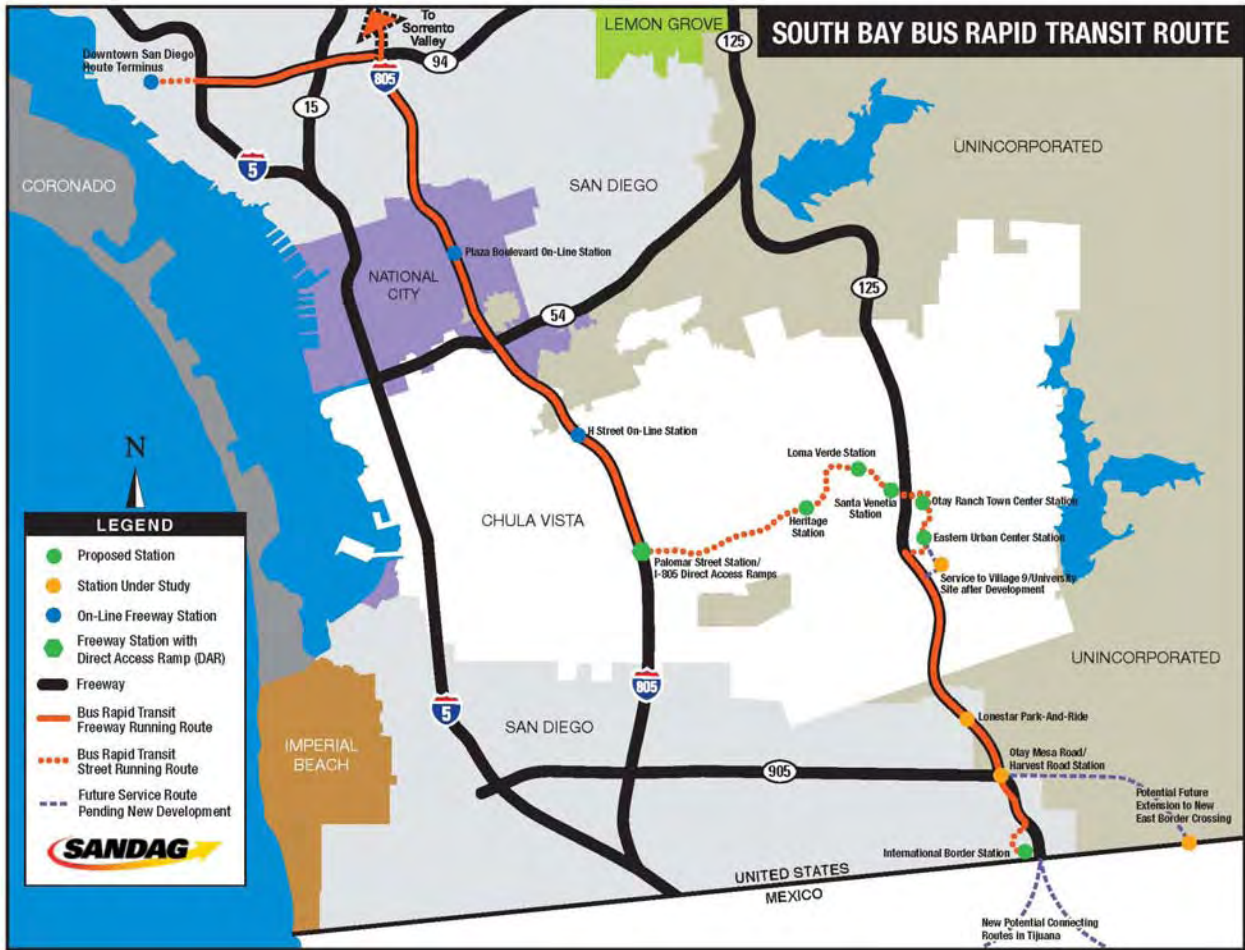 SOUTH BAY BUS RAPID TRANSIT ROUTE
To
Sorrento
Valley
LEMON GROVE
125
Downtown San Diego
Route Terminus
94
805
15
5
UNINCORPORATED
CORONADO
SAN DIEGO
Plaza Boulevard On-Line Station
NATIONAL
CITY
125
54
H Street On-Line Station
N
Loma Verde Station
Santa Venetia
Station
Otay Ranch Town Center Station
Heritage
Station
CHULA VISTA
Eastern Urban Center Station
Palomar Street Station/
I-805 Direct Access Ramps
Service to Village 9/University
Site after Development
LEGEND
Proposed Station
Station Under Study
On-Line Freeway Station
Freeway Station with
Direct Access Ramp (DAR)
Freeway
Bus Rapid Transit
Freeway Running Route
Bus Rapid Transit
Street Running Route
Future Service Route
Pending New Development
SANDAG
UNINCORPORATED
805
5
SAN DIEGO
Lonestar Park-And-Ride
IMPERIAL
BEACH
Otay Mesa Road/
Harvest Road Station
905
Potential Future
Extension to New
East Border Crossing
International Border Station
UNITED STATES
MEXICO
New Potential Connecting
Routes in Tijuana